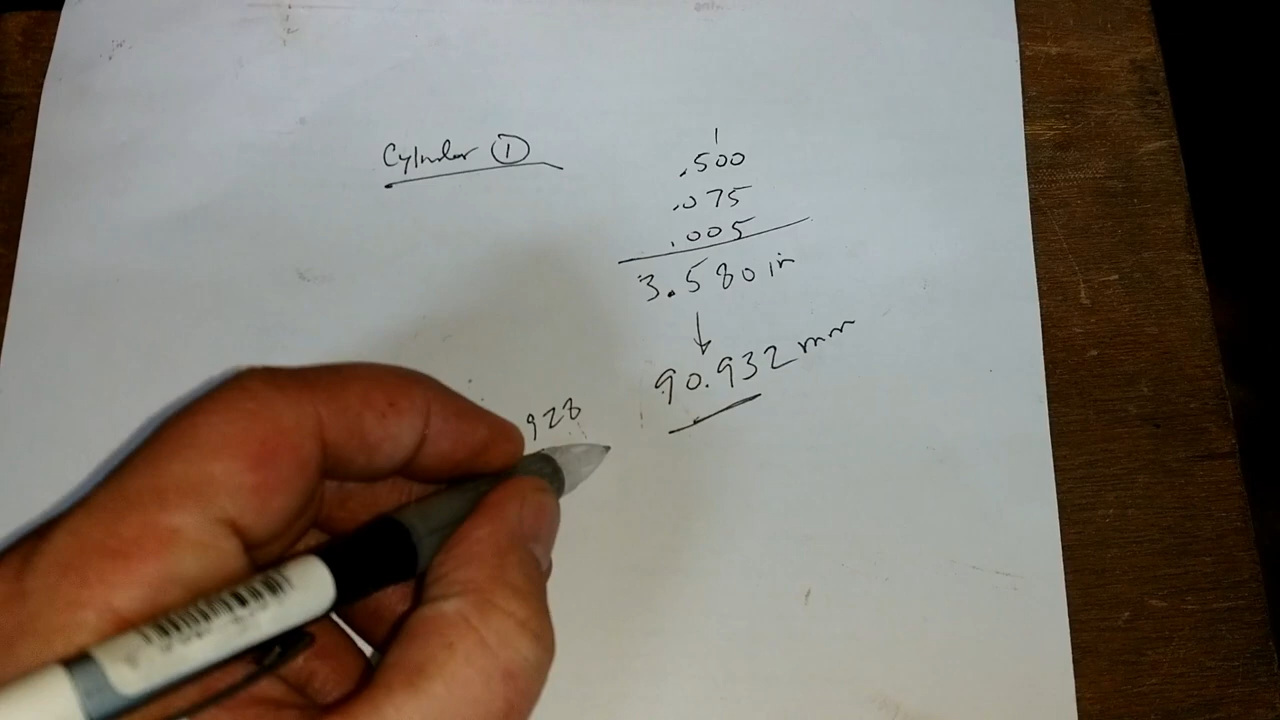 Cylinder ①
1
.500
.075
.005
3.580 in
↓
90.932 mm
928